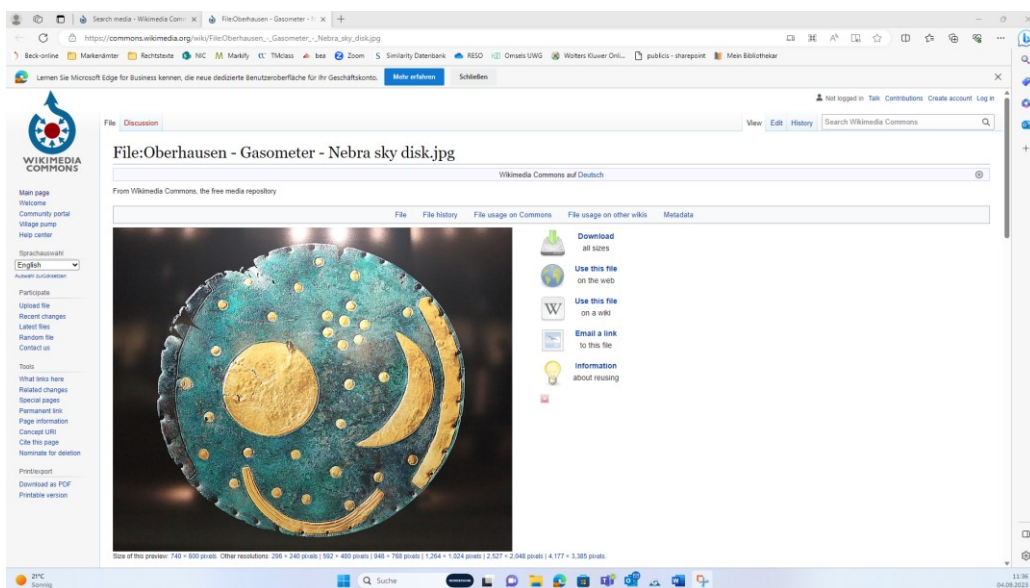 Search media - Wikimedia Com
File:Oberhausen - Gasometer - N
https://commons.wikimedia.org/wiki/File:Oberhausen_-_Gasometer_-_Nebra_sky_disk.jpg
Beck-online Markenämter Rechtstexte NIC Markify TMclass bea Zoom Similarity Datenbank RESO Omsels UWG Wolters Kluwer Onli... publicis - sharepoint Mein Bibliothekar
Lernen Sie Microsoft Edge for Business kennen, die neue dedizierte Benutzeroberfläche für Ihr Geschäftskonto. Mehr erfahren Schließen
Not logged in Talk Contributions Create account Log in
File Discussion View Edit History Search Wikimedia Commons
WIKIMEDIA
COMMONS
File:Oberhausen - Gasometer - Nebra sky disk.jpg
Wikimedia Commons auf Deutsch
From Wikimedia Commons, the free media repository
File File history File usage on Commons File usage on other wikis Metadata
Main page
Welcome
Community portal
Village pump
Help center
Sprachauswahl
English
Auswahl zurücksetzen
Participate
Upload file
Recent changes
Latest files
Random file
Contact us
Tools
What links here
Related changes
Special pages
Permanent link
Page information
Concept URI
Cite this page
Nominate for deletion
Print/export
Download as PDF
Printable version
Download
all sizes
Use this file
on the web
W
Use this file
on a wiki
Email a link
to this file
Information
about reusing
Size of this preview: 740 × 600 pixels. Other resolutions: 296 × 240 pixels | 592 × 480 pixels | 948 × 768 pixels | 1,264 × 1,024 pixels | 2,527 × 2,048 pixels | 4,177 × 3,385 pixels.
21°C
Sonnig
Suche
11:36
04.09.2023